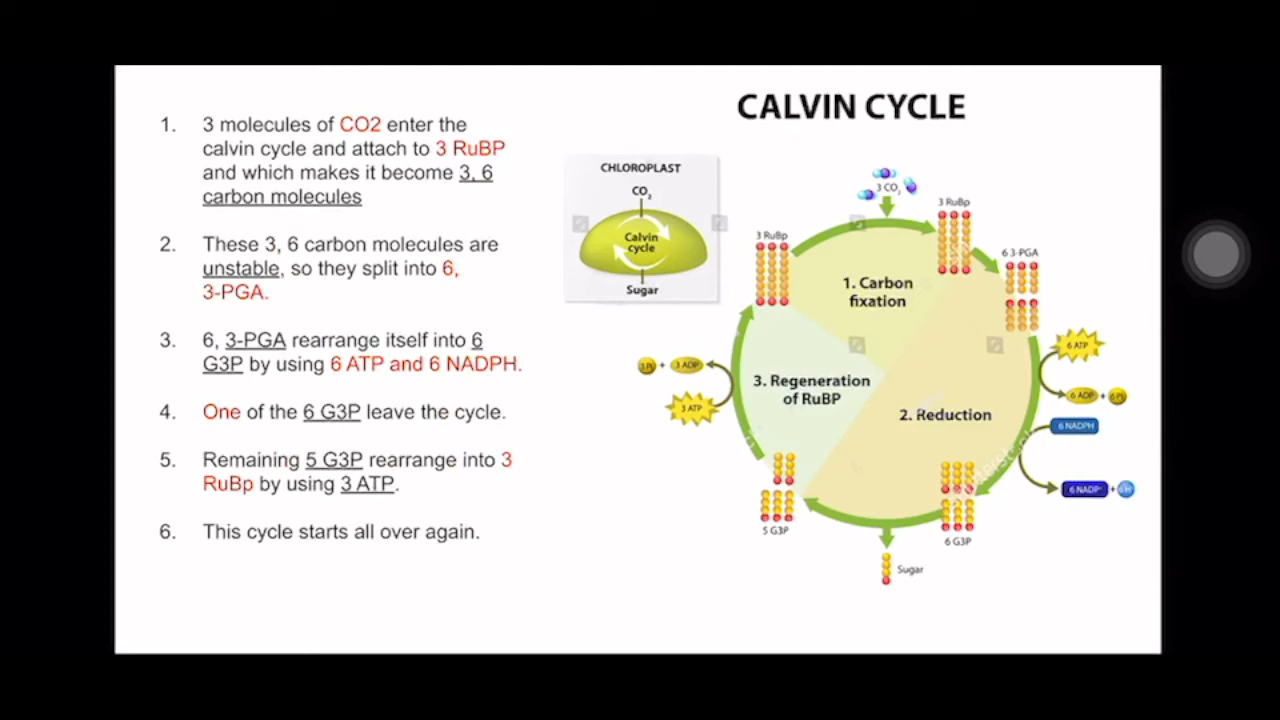 CALVIN CYCLE
1. 3 molecules of CO2 enter the
calvin cycle and attach to 3 RuBP
and which makes it become 3, 6
carbon molecules
2. These 3, 6 carbon molecules are
unstable, so they split into 6,
3-PGA.
3. 6, 3-PGA rearrange itself into 6
G3P by using 6 ATP and 6 NADPH.
4. One of the 6 G3P leave the cycle.
5. Remaining 5 G3P rearrange into 3
RuBp by using 3 ATP.
6. This cycle starts all over again.
CHLOROPLAST
CO₂
Calvin
cycle
Sugar
3 CO₂
3 RuBp
3 RuBp
6 3-PGA
1. Carbon
fixation
6 ATP
6 ADP +
6 NADPH
6 NADP⁺ +
2. Reduction
3. Regeneration
of RuBP
+ 3 ADP
3 ATP
5 G3P
6 G3P
Sugar